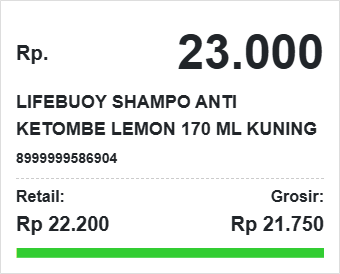 Rp. 23.000
LIFEBUOY SHAMPO ANTI
KETOMBE LEMON 170 ML KUNING
8999999586904
Retail: Grosir:
Rp 22.200 Rp 21.750